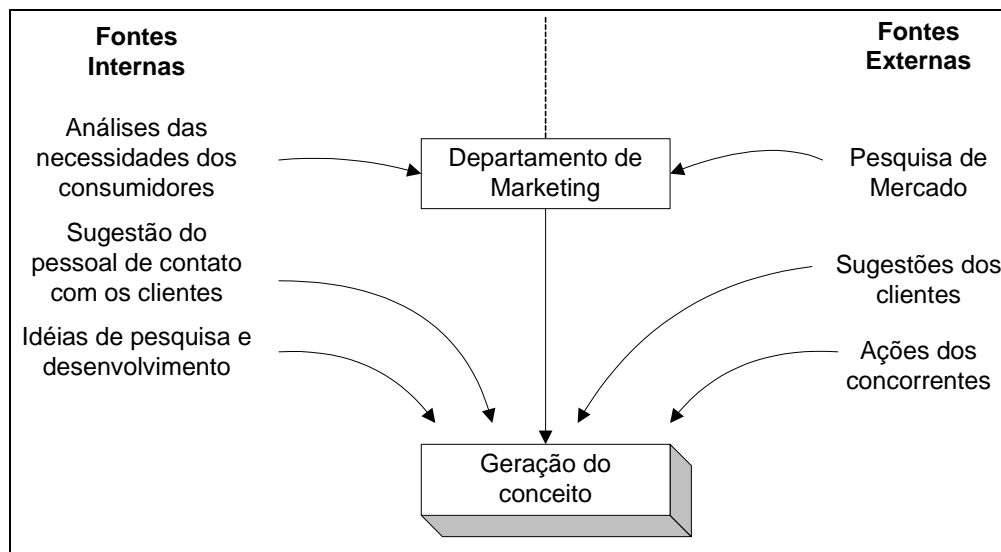 Fontes
Internas
Análises das
necessidades dos
consumidores
Sugestão do
pessoal de contato
com os clientes
Idéias de pesquisa e
desenvolvimento
Departamento de
Marketing
Geração do
conceito
Fontes
Externas
Pesquisa de
Mercado
Sugestões dos
clientes
Ações dos
concorrentes